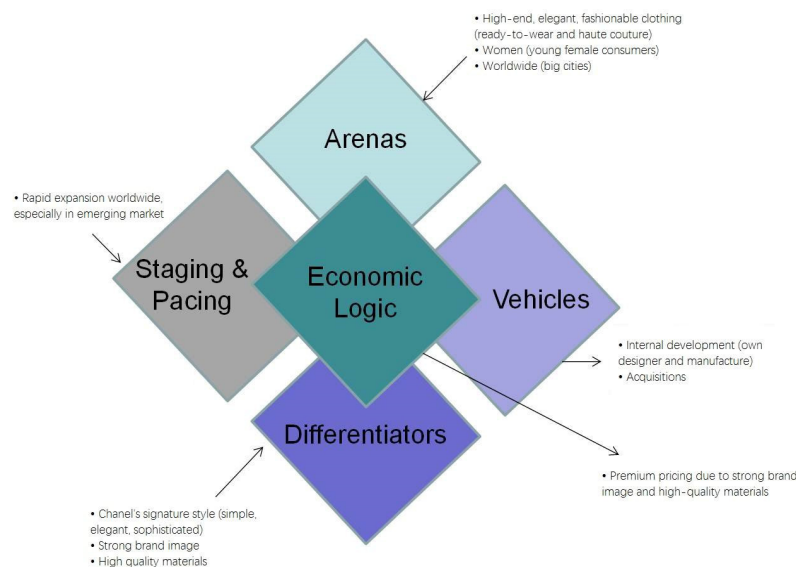 • High-end, elegant, fashionable clothing
(ready-to-wear and haute couture)
• Women (young female consumers)
• Worldwide (big cities)
Arenas
• Rapid expansion worldwide,
especially in emerging market
Staging &
Pacing
Economic
Logic
Vehicles
• Internal development (own
designer and manufacture)
• Acquisitions
Differentiators
• Premium pricing due to strong brand
image and high-quality materials
• Chanel's signature style (simple,
elegant, sophisticated)
• Strong brand image
• High quality materials